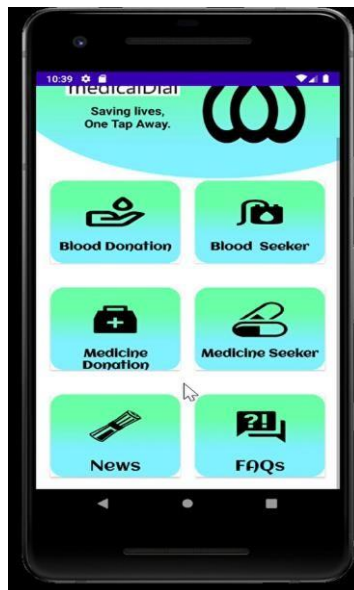 10:39
medicalDial
Saving lives,
One Tap Away.
Blood Donation
Blood Seeker
Medicine
Donation
Medicine Seeker
?!
News
FAQs